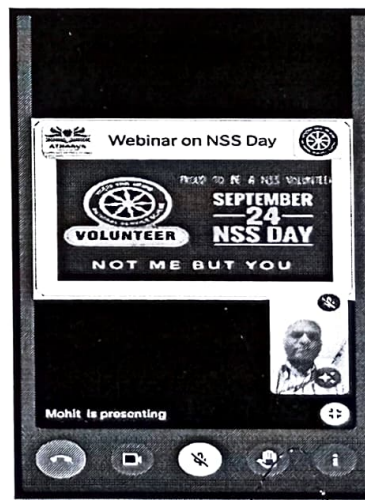 Webinar on NSS Day
PROUD TO BE A NSS VOLUNTEER
SEPTEMBER
24
NSS DAY
VOLUNTEER
NOT ME BUT YOU
Mohit is presenting